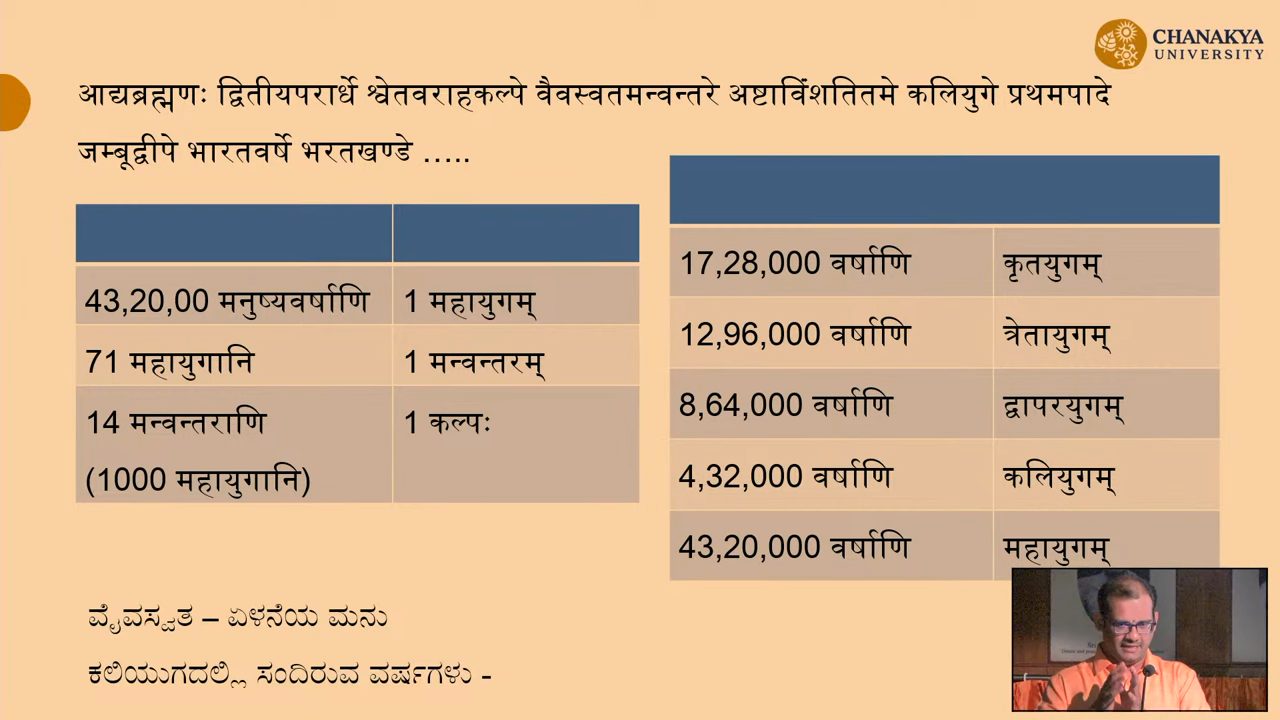 CHANAKYA
UNIVERSITY
आद्यब्रह्मणः द्वितीयपरार्धे श्वेतवराहकल्पे वैवस्वतमन्वन्तरे अष्टाविंशतितमे कलियुगे प्रथमपादे
जम्बूद्वीपे भारतवर्षे भरतखण्डे .....
43,20,00 मनुष्यवर्षाणि 1 महायुगम्
71 महायुगानि 1 मन्वन्तरम्
14 मन्वन्तराणि 1 कल्पः
(1000 महायुगानि)
17,28,000 वर्षाणि कृतयुगम्
12,96,000 वर्षाणि त्रेतायुगम्
8,64,000 वर्षाणि द्वापरयुगम्
4,32,000 वर्षाणि कलियुगम्
43,20,000 वर्षाणि महायुगम्
ವೈವಸ್ವತ – ಏಳನೆಯ ಮನು
ಕಲಿಯುಗದಲ್ಲಿ ಸಂದಿರುವ ವರ್ಷಗಳು -